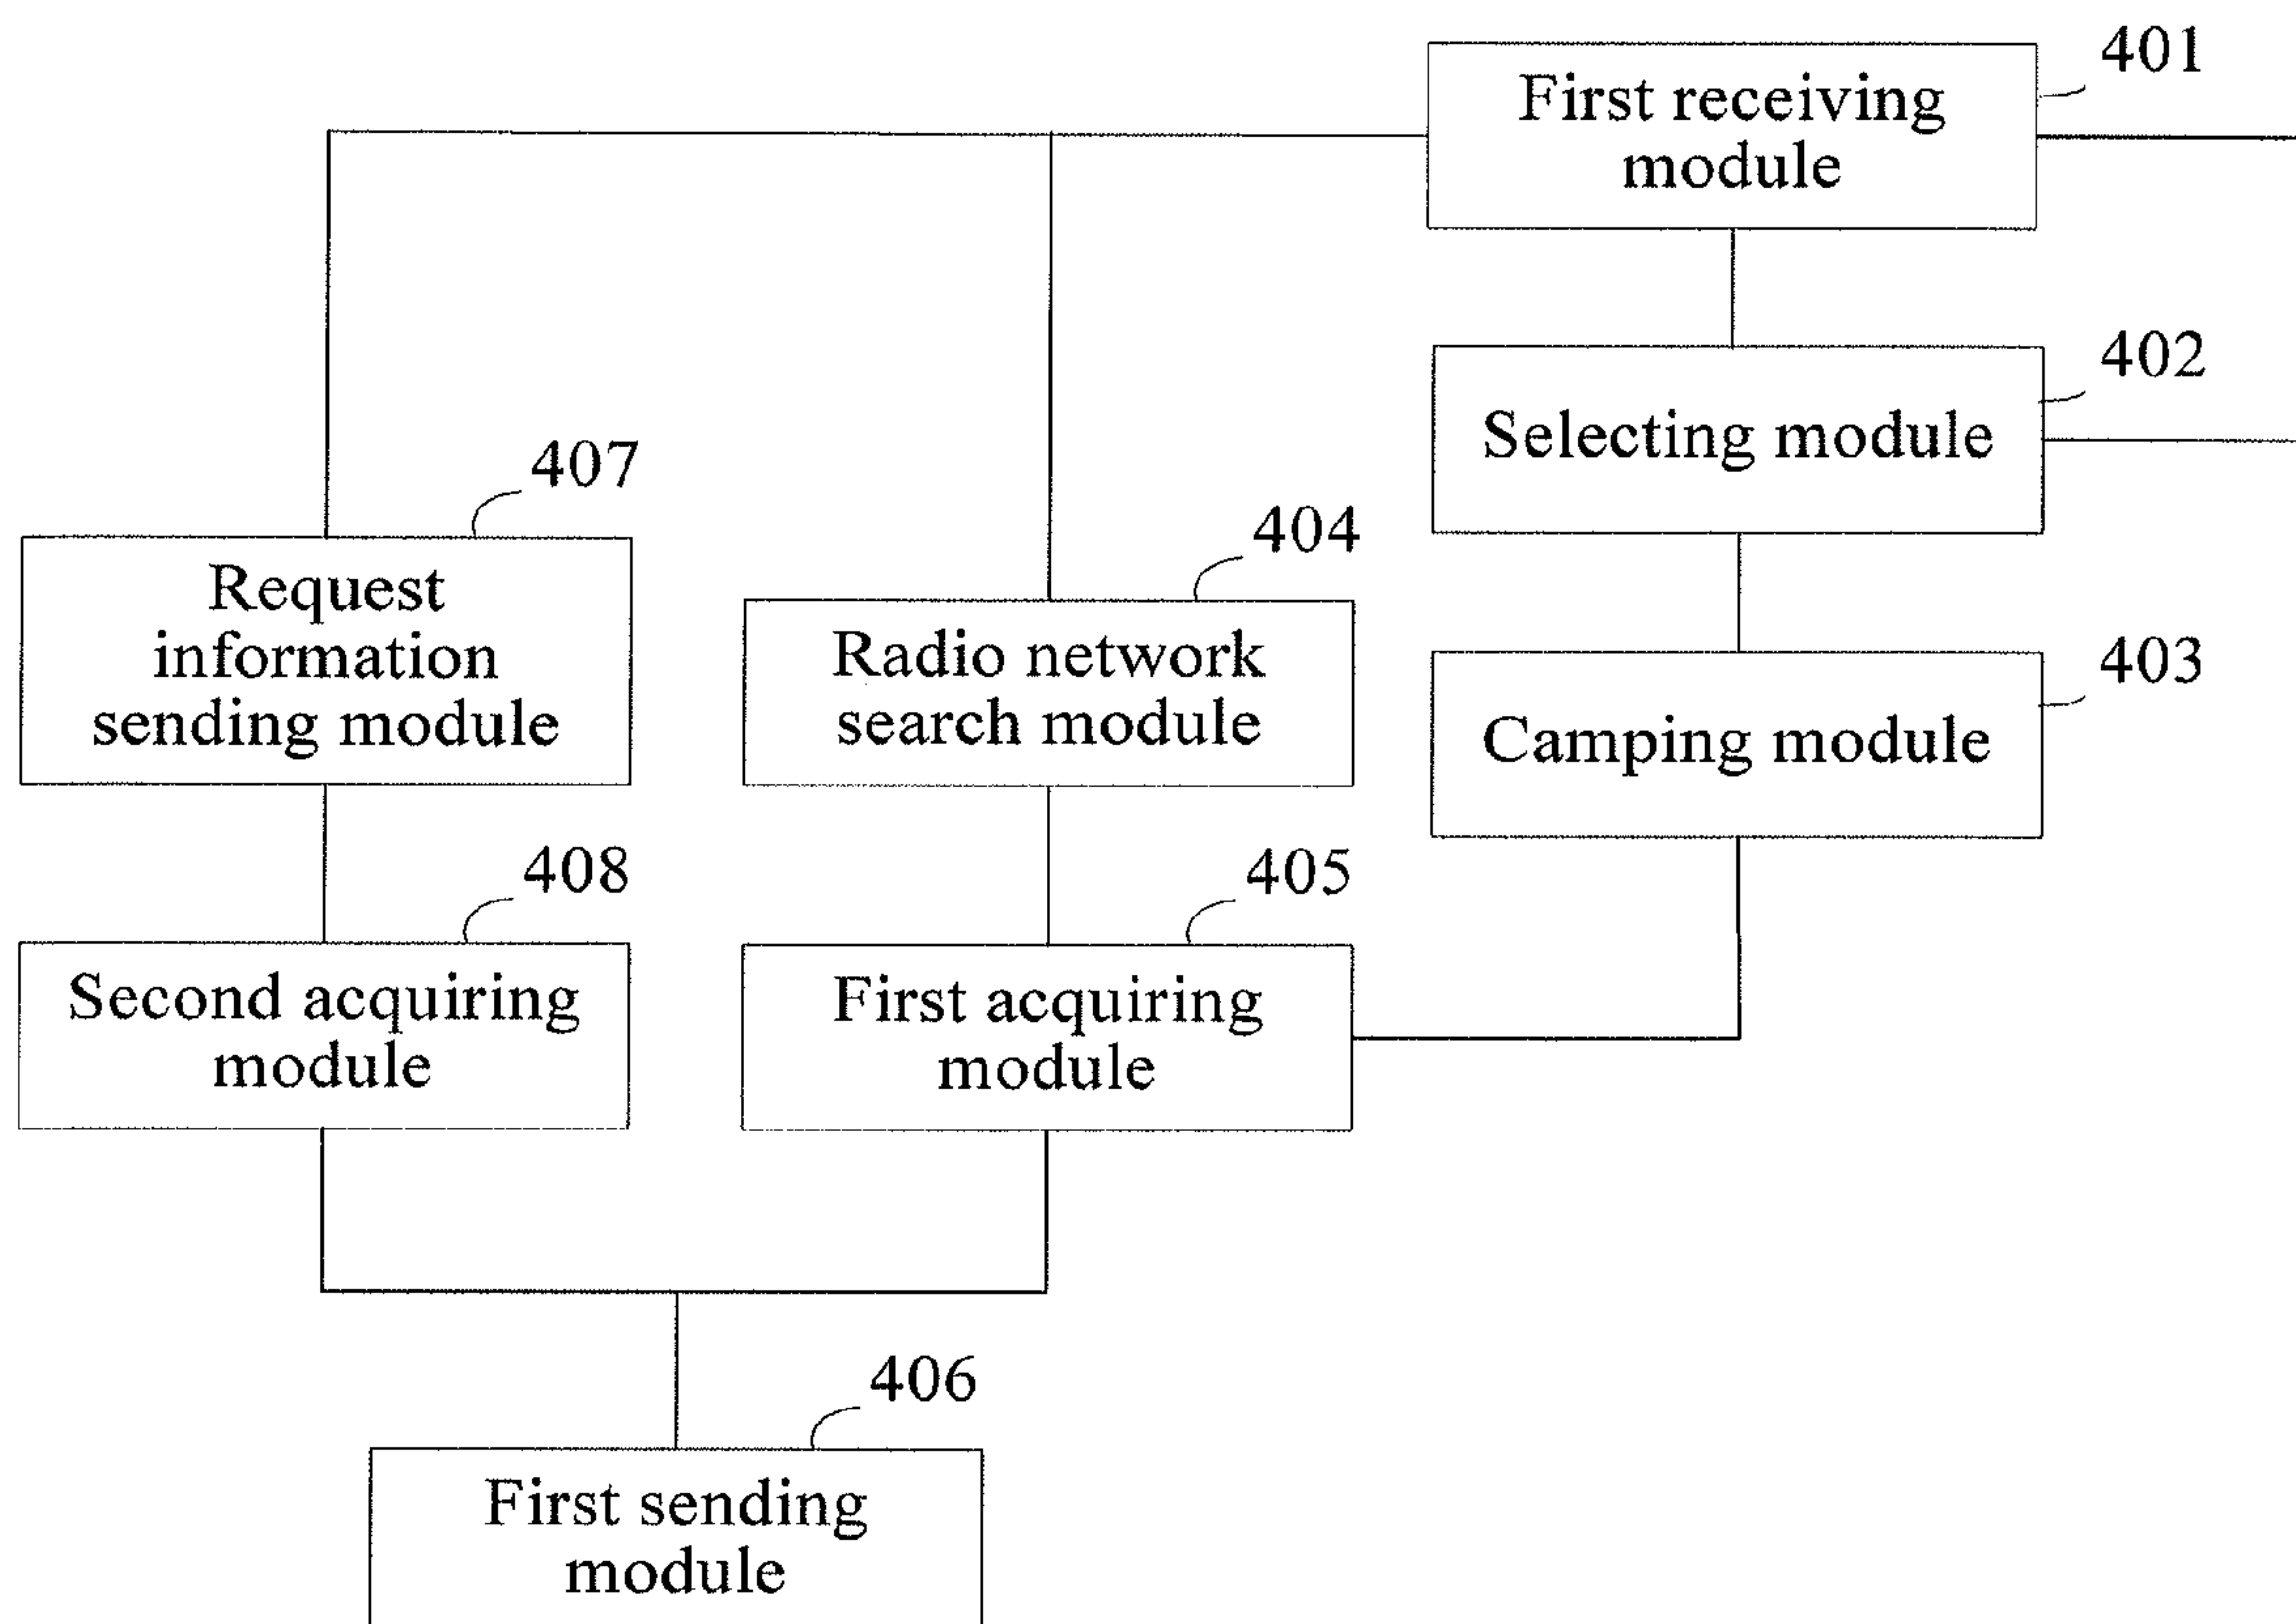 401
First receiving
module
402
Selecting module
407
Request
information
sending module
404
Radio network
search module
403
Camping module
408
Second acquiring
module
405
First acquiring
module
406
First sending
module